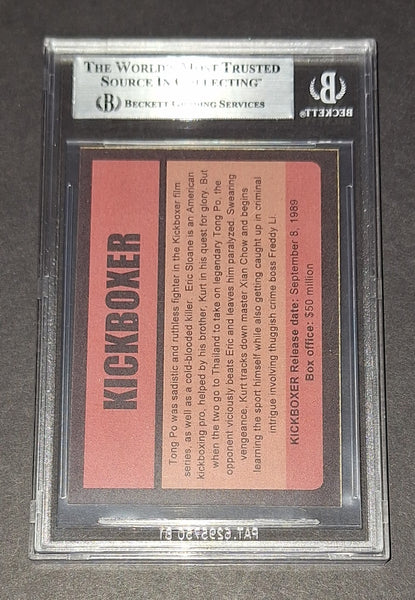 THE WORLD'S MOST TRUSTED
SOURCE IN COLLECTING™
BECKETT GRADING SERVICES
B
BECKETT®
KICKBOXER
Tong Po was sadistic and ruthless fighter in the Kickboxer film
series, as well as a cold-blooded killer. Eric Sloane is an American
kickboxing pro, helped by his brother, Kurt in his quest for glory. But
when the two go to Thailand to take on legendary Tong Po, the
opponent viciously beats Eric and leaves him paralyzed. Swearing
vengeance, Kurt tracks down master Xian Chow and begins
learning the sport himself while also getting caught up in criminal
intrigue involving thuggish crime boss Freddy Li.
KICKBOXER Release date: September 8, 1989
Box office: $50 million